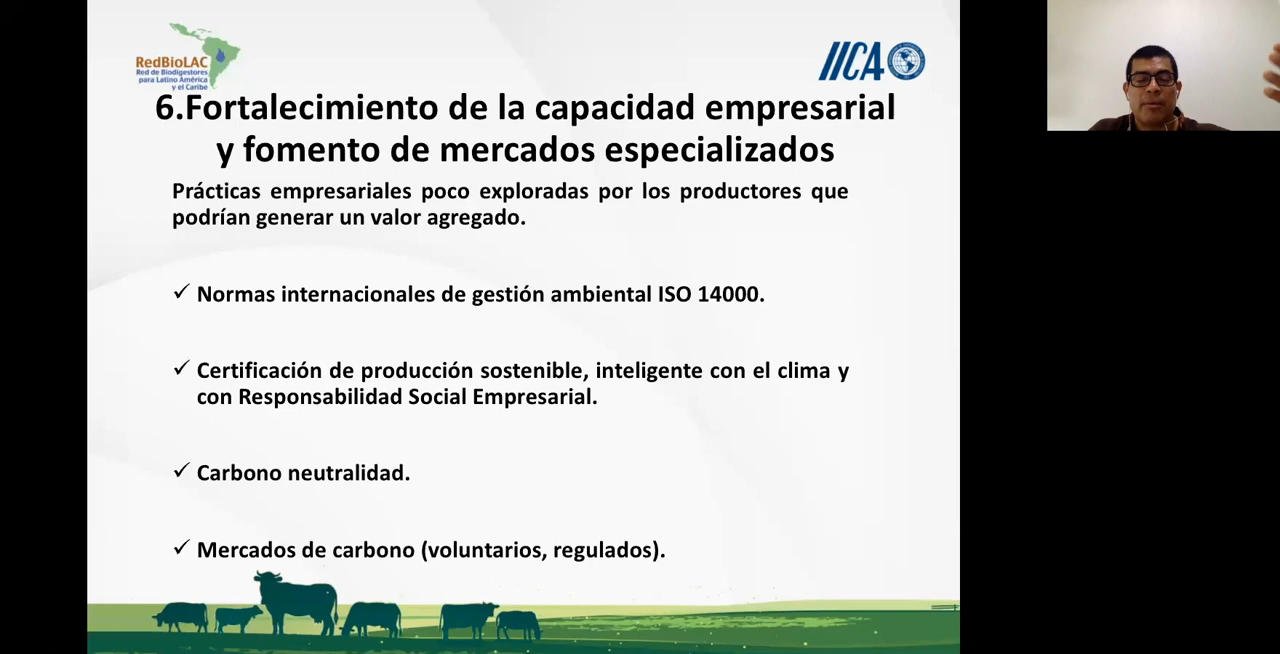 RedBioLAC
Red de Biodigestores
para Latino América
y el Caribe
IICA
6.Fortalecimiento de la capacidad empresarial
y fomento de mercados especializados
Prácticas empresariales poco exploradas por los productores que
podrían generar un valor agregado.
✓ Normas internacionales de gestión ambiental ISO 14000.
✓ Certificación de producción sostenible, inteligente con el clima y
con Responsabilidad Social Empresarial.
✓ Carbono neutralidad.
✓ Mercados de carbono (voluntarios, regulados).